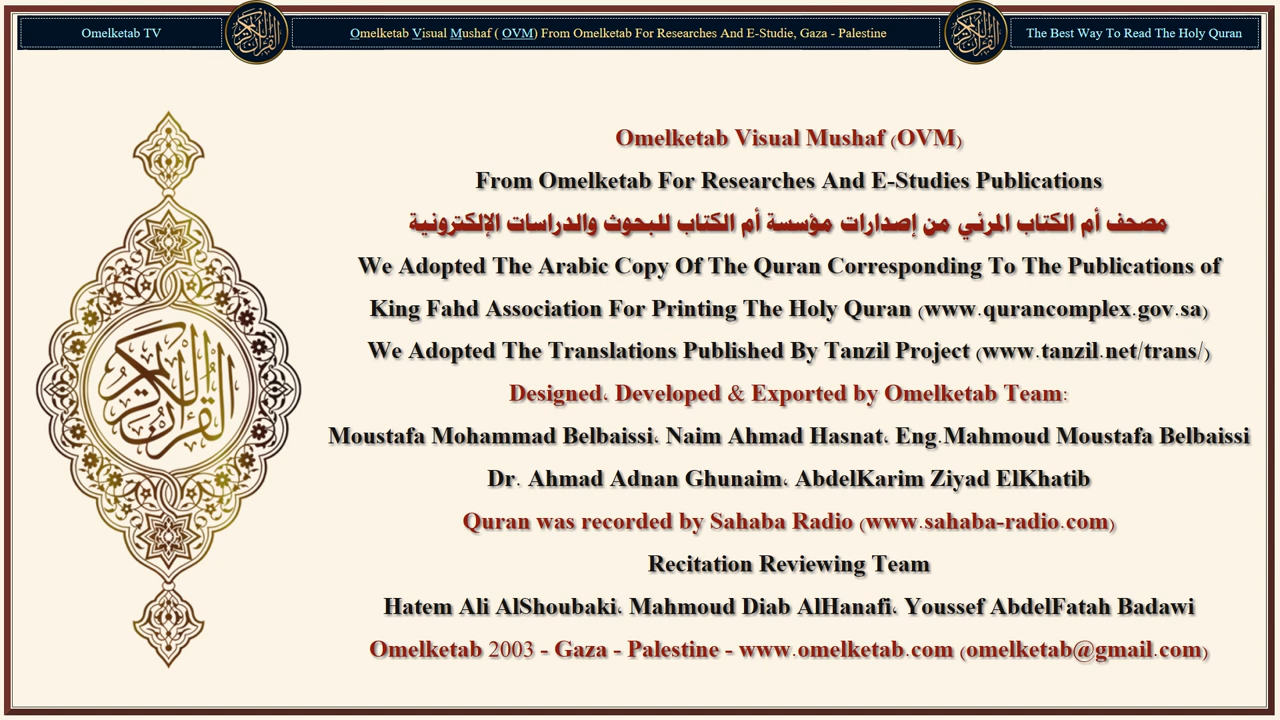 Omelketab TV
Omelketab Visual Mushaf ( OVM) From Omelketab For Researches And E-Studie, Gaza - Palestine
The Best Way To Read The Holy Quran
القرآن الكريم
القرآن الكريم
القرآن الكريم
Omelketab Visual Mushaf (OVM)
From Omelketab For Researches And E-Studies Publications
مصحف أم الكتاب المرئي من إصدارات مؤسسة أم الكتاب للبحوث والدراسات الإلكترونية
We Adopted The Arabic Copy Of The Quran Corresponding To The Publications of
King Fahd Association For Printing The Holy Quran (www.qurancomplex.gov.sa)
We Adopted The Translations Published By Tanzil Project (www.tanzil.net/trans/)
Designed، Developed & Exported by Omelketab Team:
Moustafa Mohammad Belbaissi، Naim Ahmad Hasnat، Eng.Mahmoud Moustafa Belbaissi
Dr. Ahmad Adnan Ghunaim، AbdelKarim Ziyad ElKhatib
Quran was recorded by Sahaba Radio (www.sahaba-radio.com)
Recitation Reviewing Team
Hatem Ali AlShoubaki، Mahmoud Diab AlHanafi، Youssef AbdelFatah Badawi
Omelketab 2003 - Gaza - Palestine - www.omelketab.com (omelketab@gmail.com)